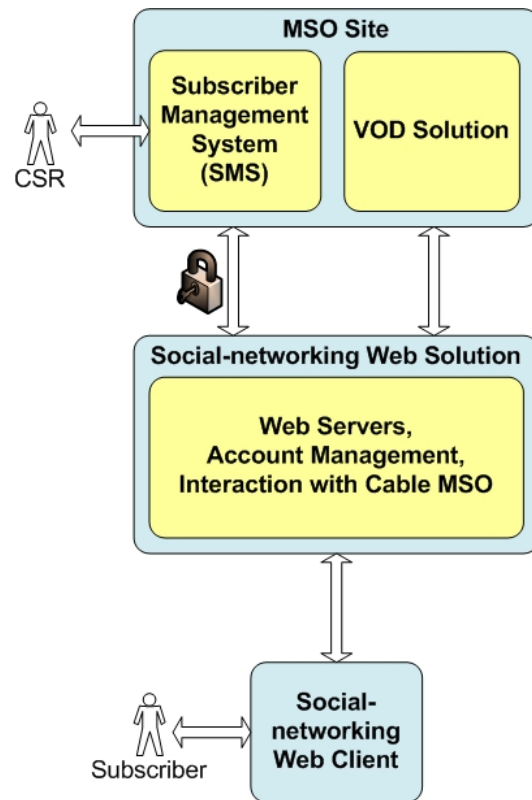 MSO Site
Subscriber
Management
System
(SMS)
VOD Solution
CSR
Social-networking Web Solution
Web Servers,
Account Management,
Interaction with Cable MSO
Social-
networking
Web Client
Subscriber